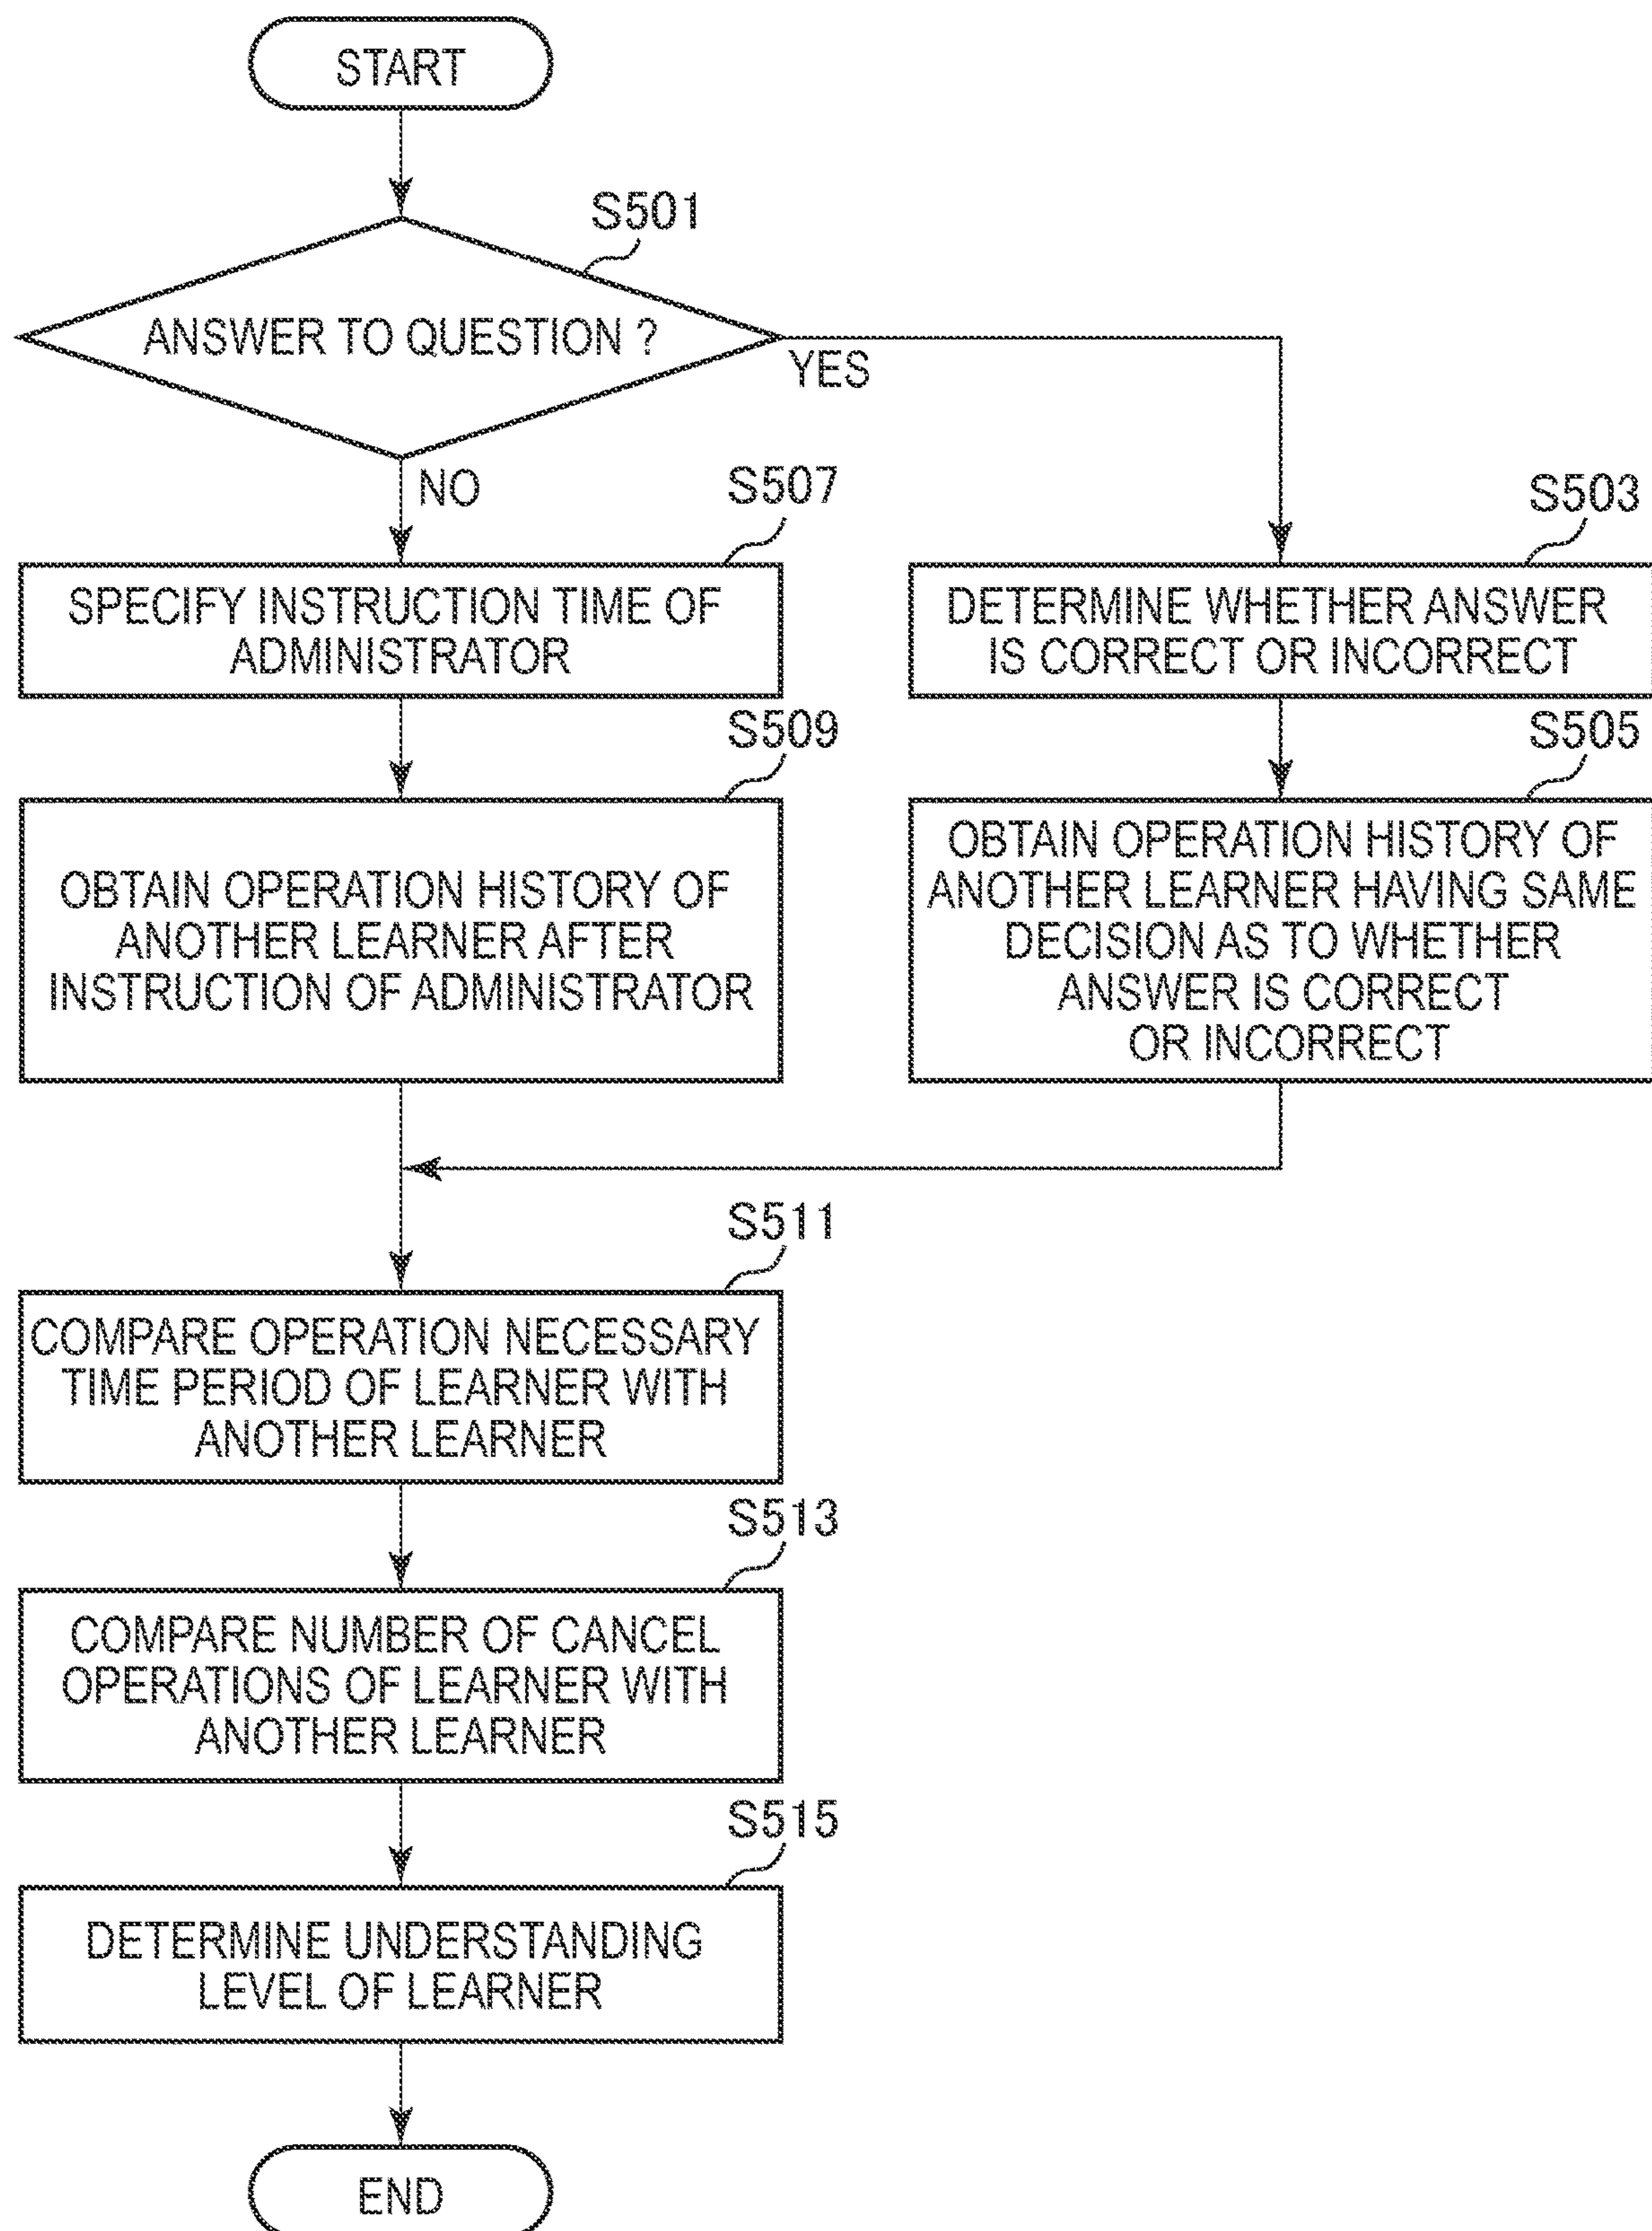 START
S501
ANSWER TO QUESTION ?
YES
NO
S507
SPECIFY INSTRUCTION TIME OF
ADMINISTRATOR
S503
DETERMINE WHETHER ANSWER
IS CORRECT OR INCORRECT
S509
OBTAIN OPERATION HISTORY OF
ANOTHER LEARNER AFTER
INSTRUCTION OF ADMINISTRATOR
S505
OBTAIN OPERATION HISTORY OF
ANOTHER LEARNER HAVING SAME
DECISION AS TO WHETHER
ANSWER IS CORRECT
OR INCORRECT
S511
COMPARE OPERATION NECESSARY
TIME PERIOD OF LEARNER WITH
ANOTHER LEARNER
S513
COMPARE NUMBER OF CANCEL
OPERATIONS OF LEARNER WITH
ANOTHER LEARNER
S515
DETERMINE UNDERSTANDING
LEVEL OF LEARNER
END